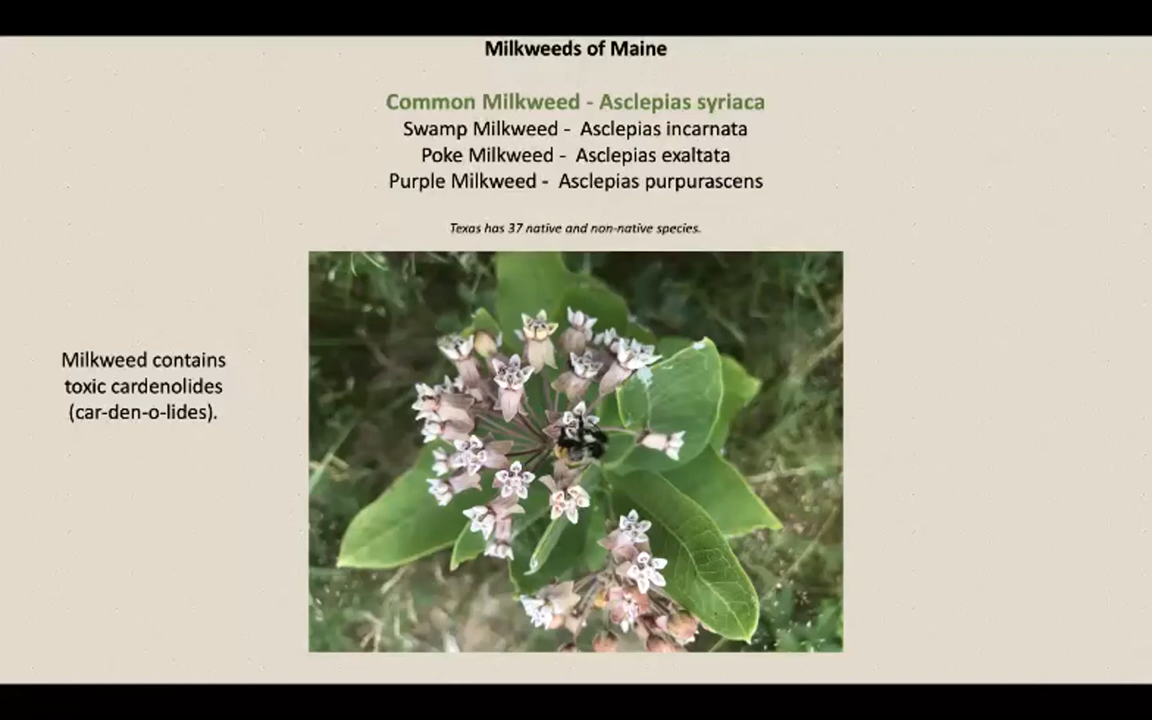 Milkweeds of Maine
Common Milkweed - Asclepias syriaca
Swamp Milkweed - Asclepias incarnata
Poke Milkweed - Asclepias exaltata
Purple Milkweed - Asclepias purpurascens
Texas has 37 native and non-native species.
Milkweed contains
toxic cardenolides
(car-den-o-lides).